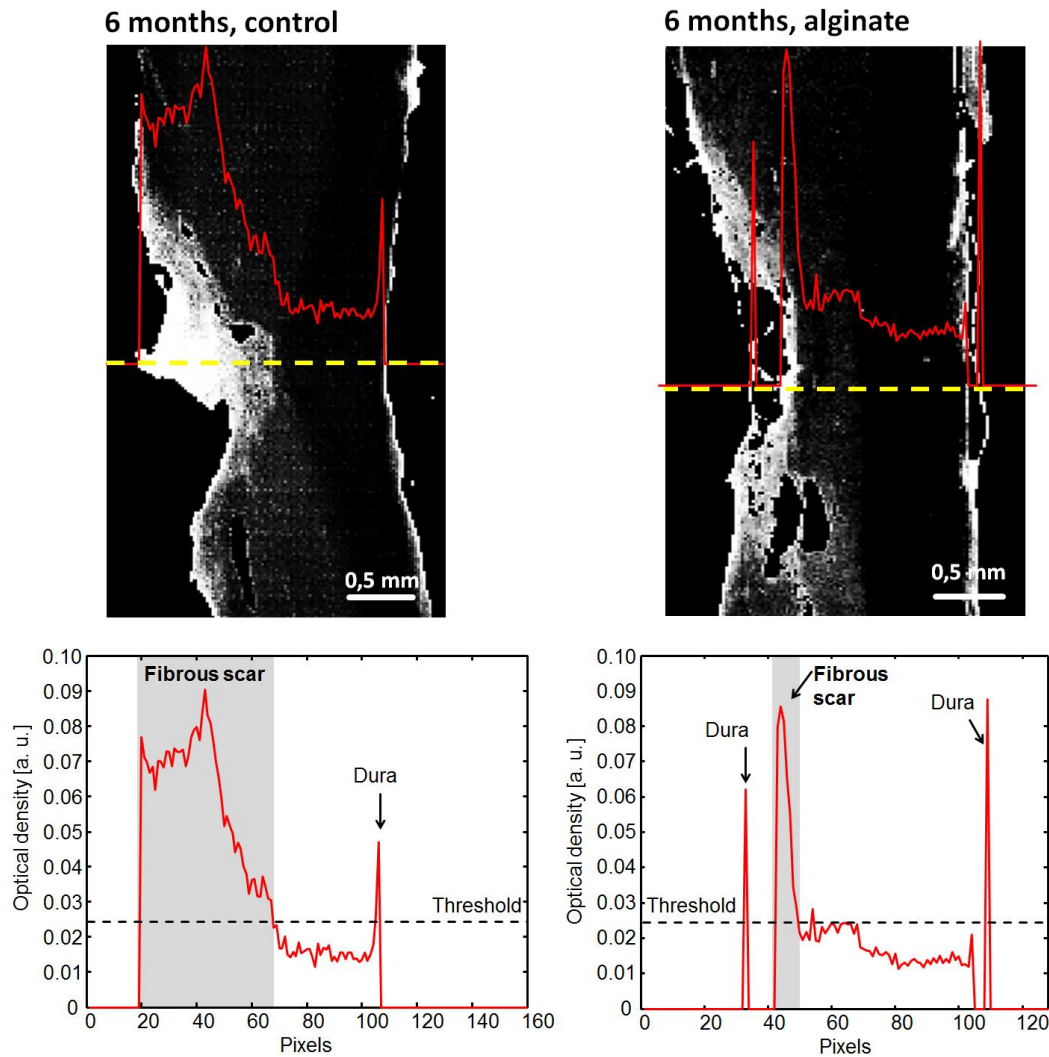 6 months, control
6 months, alginate
0,5 mm
0,5 mm
Optical density [a. u.]
0.10
0.09
0.08
0.07
0.06
0.05
0.04
0.03
0.02
0.01
0
Fibrous scar
Dura
Threshold
0 20 40 60 80 100 120 140 160
Pixels
Optical density [a. u.]
0.10
0.09
0.08
0.07
0.06
0.05
0.04
0.03
0.02
0.01
0
Fibrous
scar
Dura
Dura
Threshold
0 20 40 60 80 100 120
Pixels